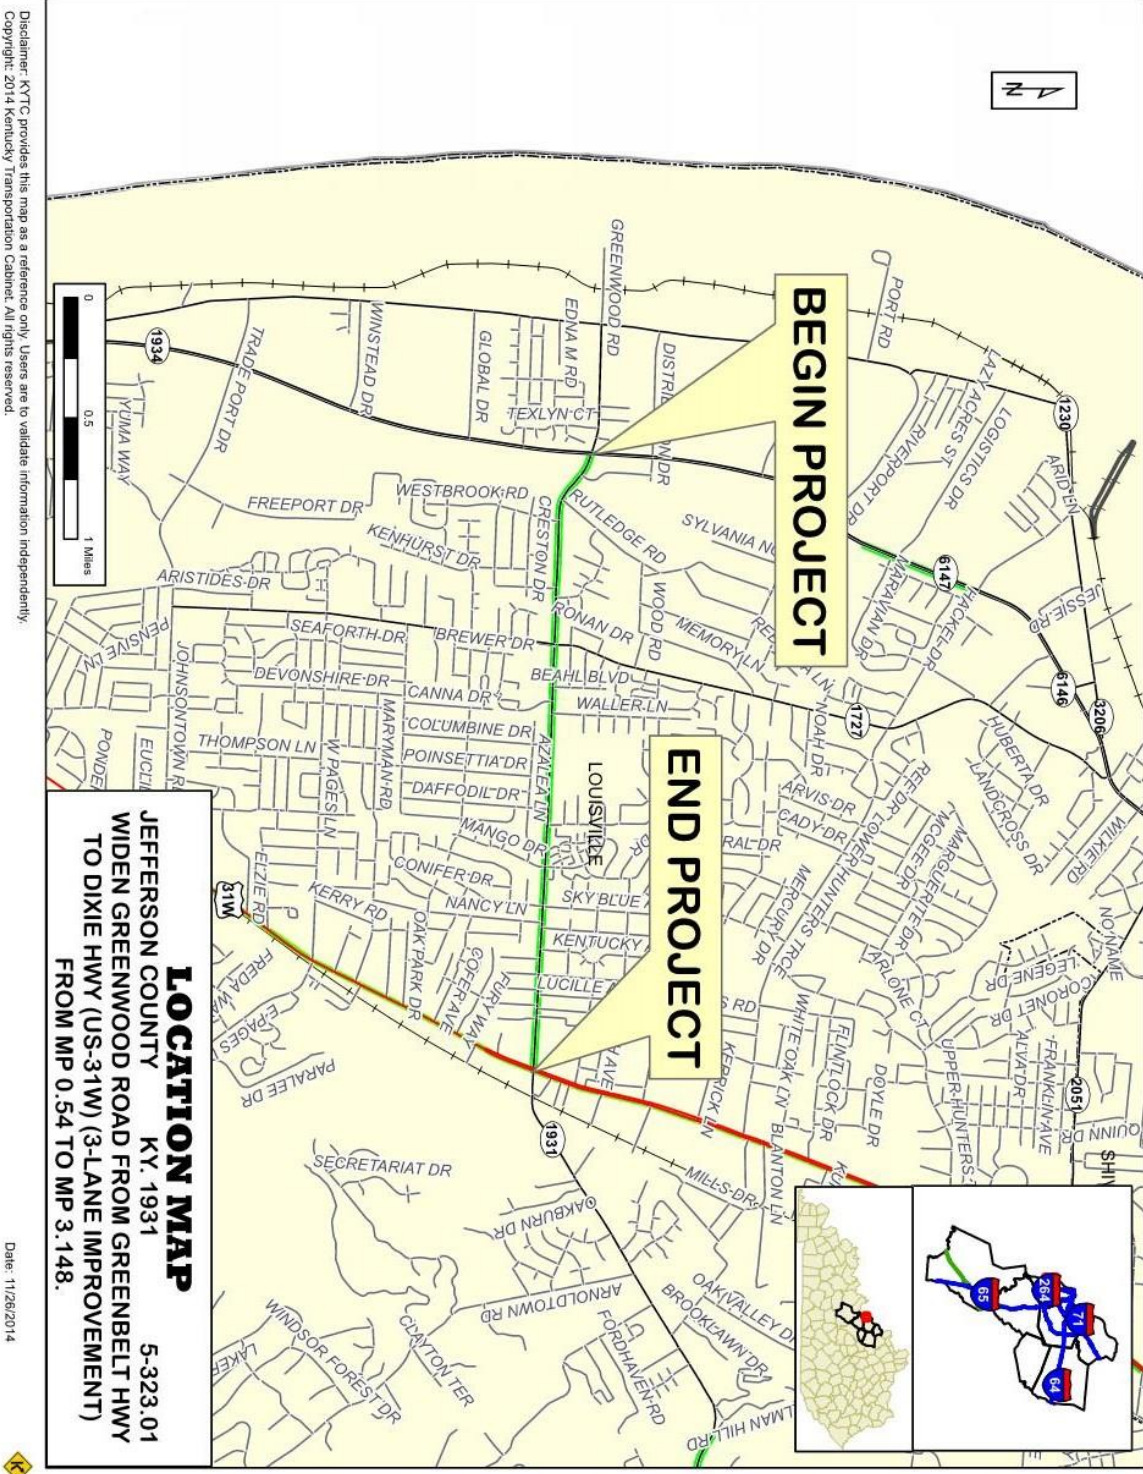 N
BEGIN PROJECT
END PROJECT
1230
ARID LN
LAZY ACRES ST
LOGISTICS DR
RIVERPORT DR
PORT RD
GREENWOOD RD
EDNA M RD
TEXLYN CT
GLOBAL DR
WINSTEAD DR
TRADE PORT DR
1934
YUMA WAY
0 0.5 1 Miles
FREEPORT DR
WESTBROOK RD
KENHURST DR
CRESTON DR
RUTLEDGE RD
MARAVIAN DR
6147
HACKEL DR
JESSIE RD
6146
3206
ARISTIDES DR
PENSIVE LN
SEAFORTH DR
BREWER DR
RONAN DR
WOOD RD
MEMORY LN
JOHNSONTOWN RD
DEVONSHIRE DR
CANNA DR
BEAHL BLVD
WALLER LN
NOAH DR
1727
MARYMAN RD
COLUMBINE DR
POINSETTIA DR
DAFFODIL DR
AZALEA LN
THOMPSON LN
W PAGES LN
MANGO DR
LOUISVILLE
ARVIS DR
CADY DR
HUBERTA DR
LANDCROSS DR
WILKIE RD
MCGEE DR
MARGUERITE DR
MERCURY DR
CONIFER DR
NANCY LN
SKY BLUE
KENTUCKY
KERRY RD
ELZIE RD
31W
OAK PARK DR
COFFER AVE
FURY WAY
E PAGES
PARALEE DR
KERRICK LN
WHITE OAK LN
FLINTLOCK DR
DOYLE DR
ARLONE CT
UPPER HUNTERS
LEGENE DR
CORONET DR
ALVA DR
FRANKLIN AVE
NO NAME
2051
QUINN DR
BLANTON LN
MILLS DR
1931
SECRETARIAT DR
OAKBURN DR
ARNOLDTOWN RD
OAK VALLEY DR
BROOKLAWN DR
FORDHAVEN RD
CLAYTON TER
WINDSOR FOREST DR
264
71
65
64
LOCATION MAP
JEFFERSON COUNTY KY. 1931 5-323.01
WIDEN GREENWOOD ROAD FROM GREENBELT HWY
TO DIXIE HWY (US-31W) (3-LANE IMPROVEMENT)
FROM MP 0.54 TO MP 3.148.
Disclaimer: KYTC provides this map as a reference only. Users are to validate information independently.
Copyright: 2014 Kentucky Transportation Cabinet. All rights reserved.
Date: 11/26/2014